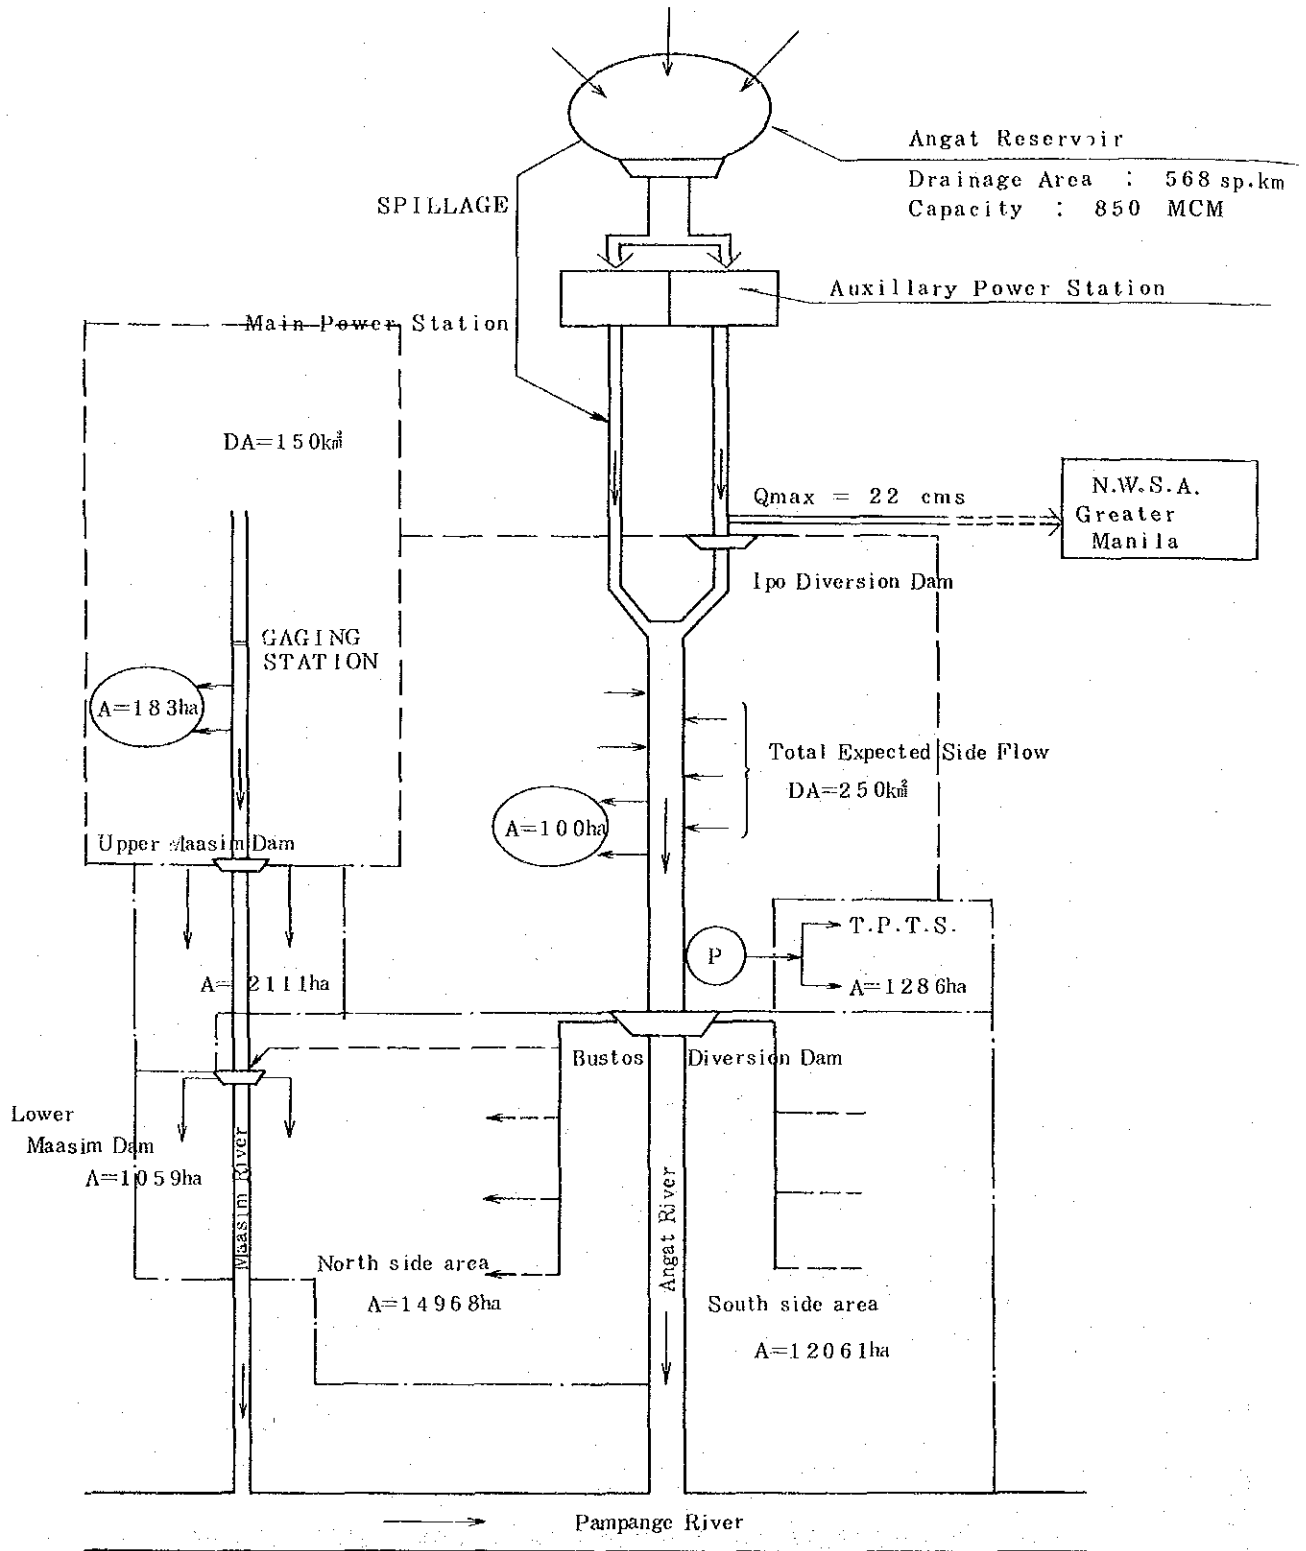 Angat Reservoir
Drainage Area : 568 sp.km
Capacity : 850 MCM
SPILLAGE
Auxillary Power Station
Main Power Station
DA=150km²
Qmax = 22 cms
N.W.S.A.
Greater
Manila
Ipo Diversion Dam
GAGING
STATION
A=183ha
Total Expected Side Flow
DA=250km²
A=100ha
Upper Maasim Dam
T.P.T.S.
P
A=2111ha
A=1286ha
Bustos Diversion Dam
Lower
Maasim Dam
A=1059ha
Maasim River
Angat River
North side area
A=14968ha
South side area
A=12061ha
Pampange River